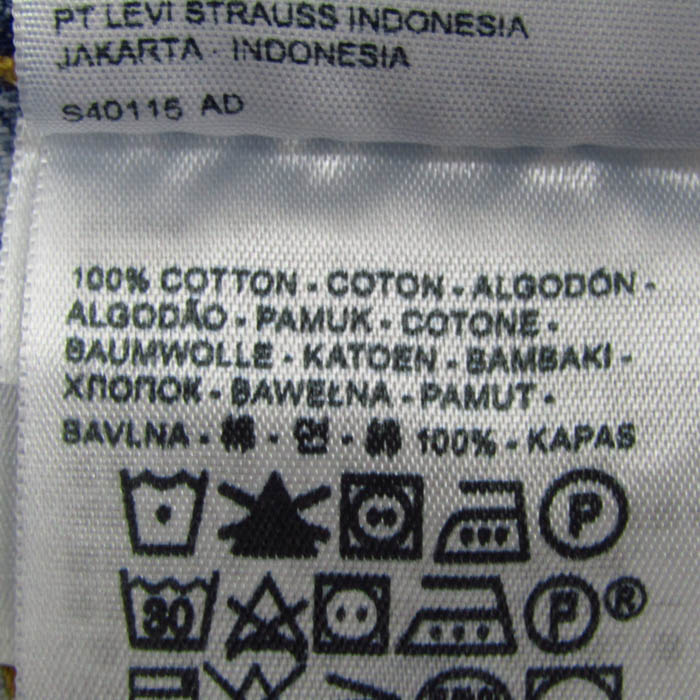 PT LEVI STRAUSS INDONESIA
JAKARTA - INDONESIA
S40115 AD
100% COTTON - COTON - ALGODÓN -
ALGODÃO - PAMUK - COTONE -
BAUMWOLLE - KATOEN - BAMBAKI -
ХЛОПОК - BAWEŁNA - PAMUT -
BAVLNA - 棉 - 면 - 綿 100% - KAPAS
P
30 P ®